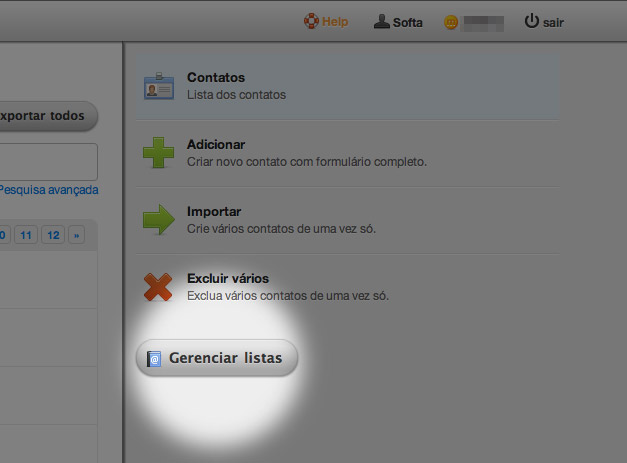 Help Softa sair
Contatos
Lista dos contatos
xportar todos
Adicionar
Criar novo contato com formulário completo.
Pesquisa avançada
Importar
Crie vários contatos de uma vez só.
0 11 12 »
Excluir vários
Exclua vários contatos de uma vez só.
Gerenciar listas